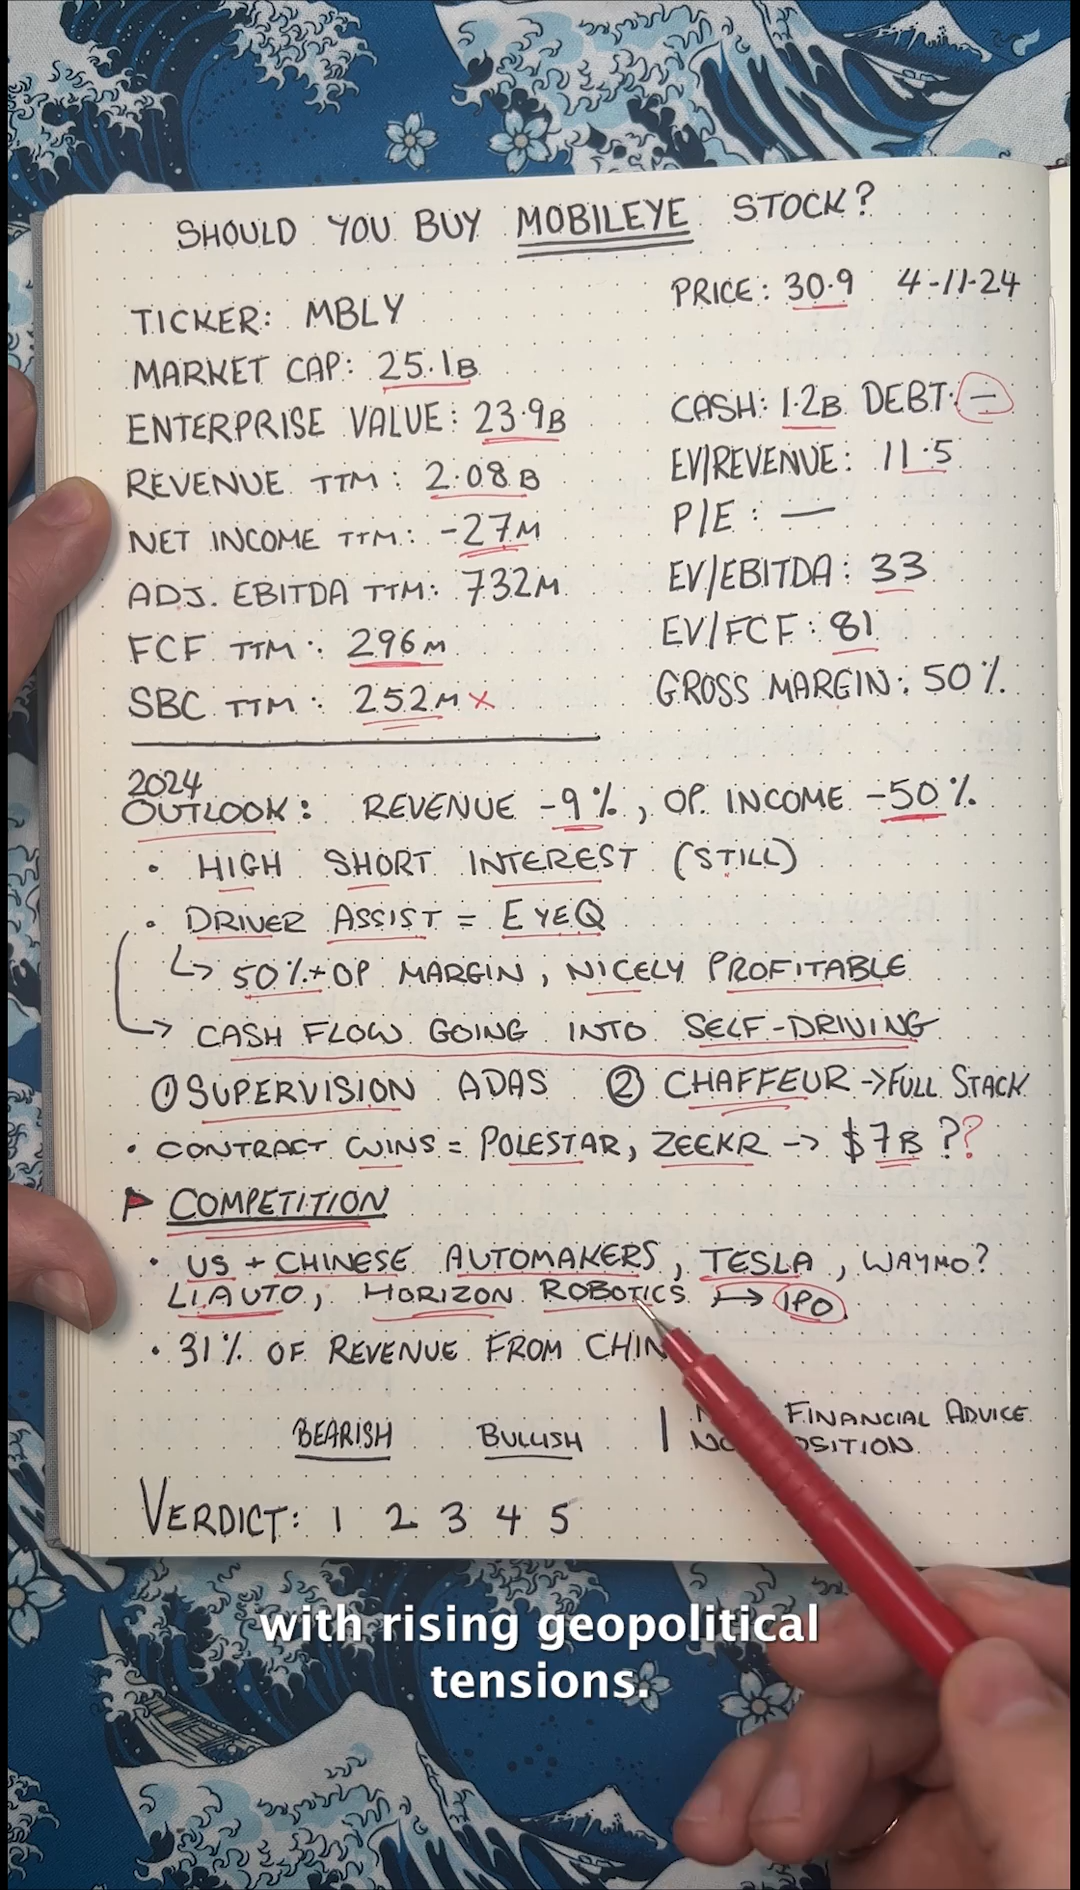 SHOULD YOU BUY MOBILEYE STOCK?
PRICE: 30.9 4-11-24
TICKER: MBLY
MARKET CAP: 25.1B
CASH: 1.2B DEBT: —
ENTERPRISE VALUE: 23.9B
EV/REVENUE: 11.5
REVENUE TTM: 2.08B
P/E: —
NET INCOME TTM: -27M
EV/EBITDA: 33
ADJ. EBITDA TTM: 732M
EV/FCF: 81
FCF TTM: 296M
GROSS MARGIN: 50%
SBC TTM: 252M x
2024
OUTLOOK: REVENUE -9%, OP. INCOME -50%
• HIGH SHORT INTEREST (STILL)
• DRIVER ASSIST = EYEQ
↳ 50%+ OP MARGIN, NICELY PROFITABLE
↳ CASH FLOW GOING INTO SELF-DRIVING
① SUPERVISION ADAS ② CHAFFEUR → FULL STACK
• CONTRACT WINS = POLESTAR, ZEEKR → $7B ??
COMPETITION
• US + CHINESE AUTOMAKERS, TESLA, WAYMO?
LI AUTO, HORIZON ROBOTICS → IPO
• 31% OF REVENUE FROM CHIN
BEARISH BULLISH
FINANCIAL ADVICE
VERDICT: 1 2 3 4 5
with rising geopolitical
tensions.